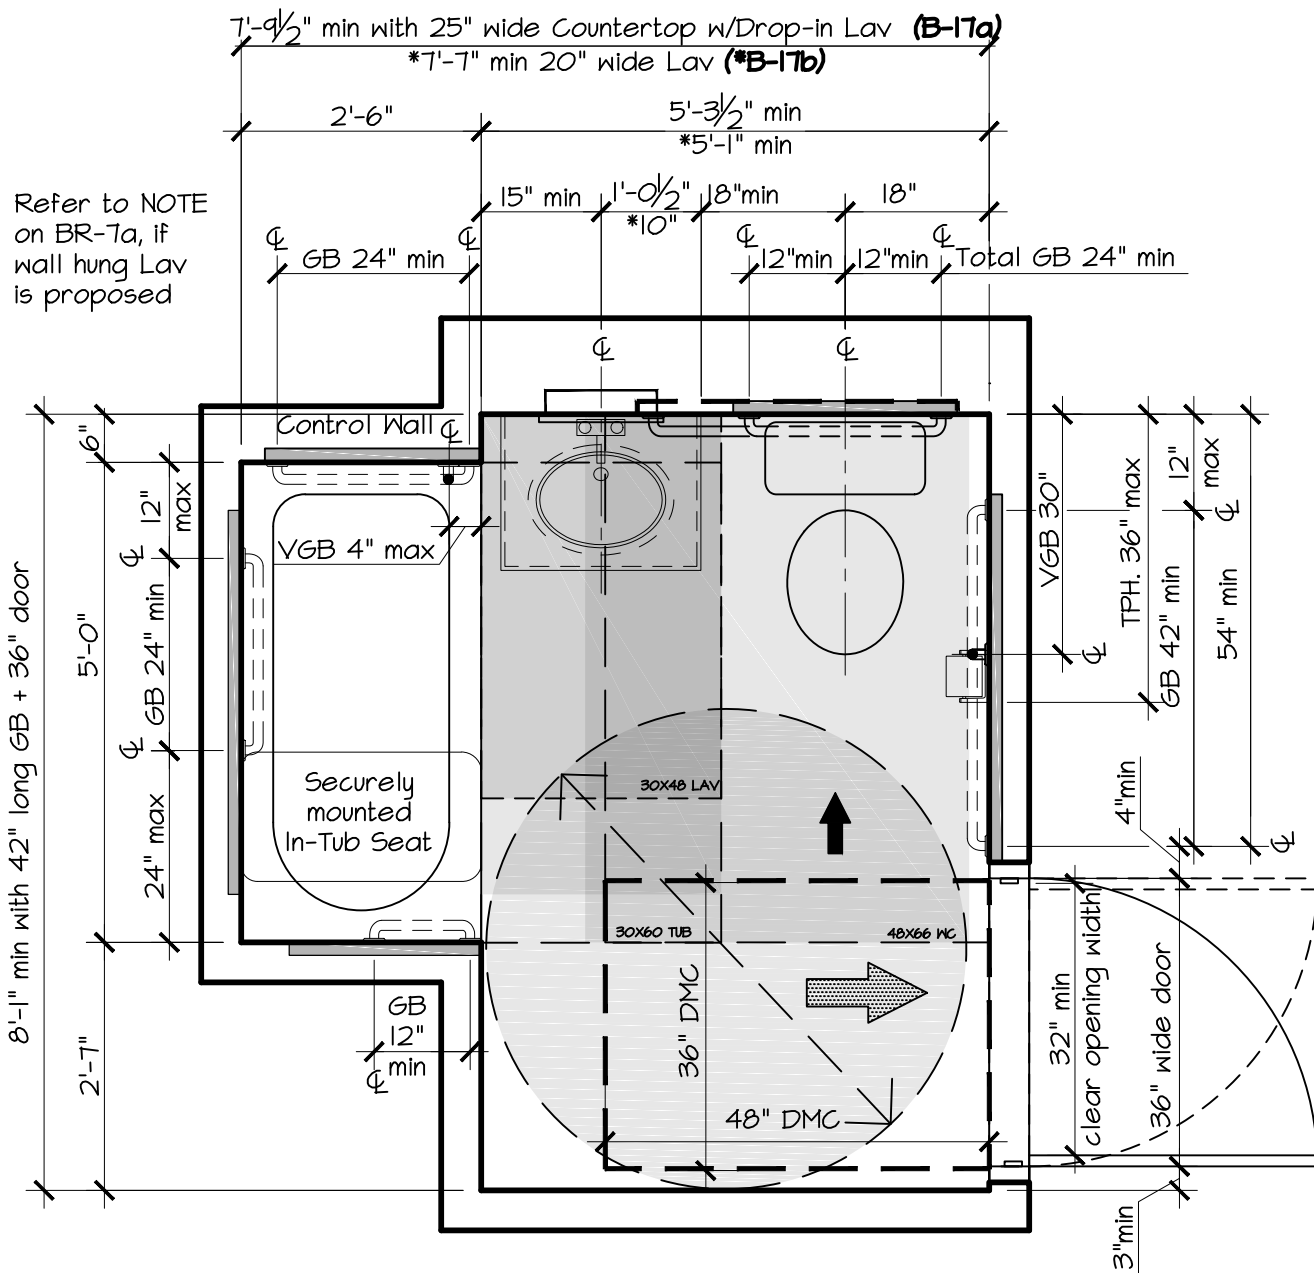 7'-9½" min with 25" wide Countertop w/Drop-in Lav (B-17a)
*7'-7" min 20" wide Lav (*B-17b)
2'-6"
5'-3½" min
*5'-1" min
15" min
1'-0½"
*10"
18"min
18"
Refer to NOTE
on BR-7a, if
wall hung Lav
is proposed
℄
℄
℄
℄
GB 24" min
12"min
12"min
Total GB 24" min
℄
℄
Control Wall
℄
6"
12"
max
VGB 4" max
℄
GB 24" min
℄
5'-0"
24" max
8'-1" min with 42" long GB + 36" door
Securely
mounted
In-Tub Seat
2'-7"
GB
12"
min
℄
30X48 LAV
30X60 TUB
48X66 WC
36" DMC
48" DMC
VGB 30"
℄
TPH. 36" max
12"
max
℄
GB 42" min
54" min
℄
4"min
32" min
clear opening width
36" wide door
3"min